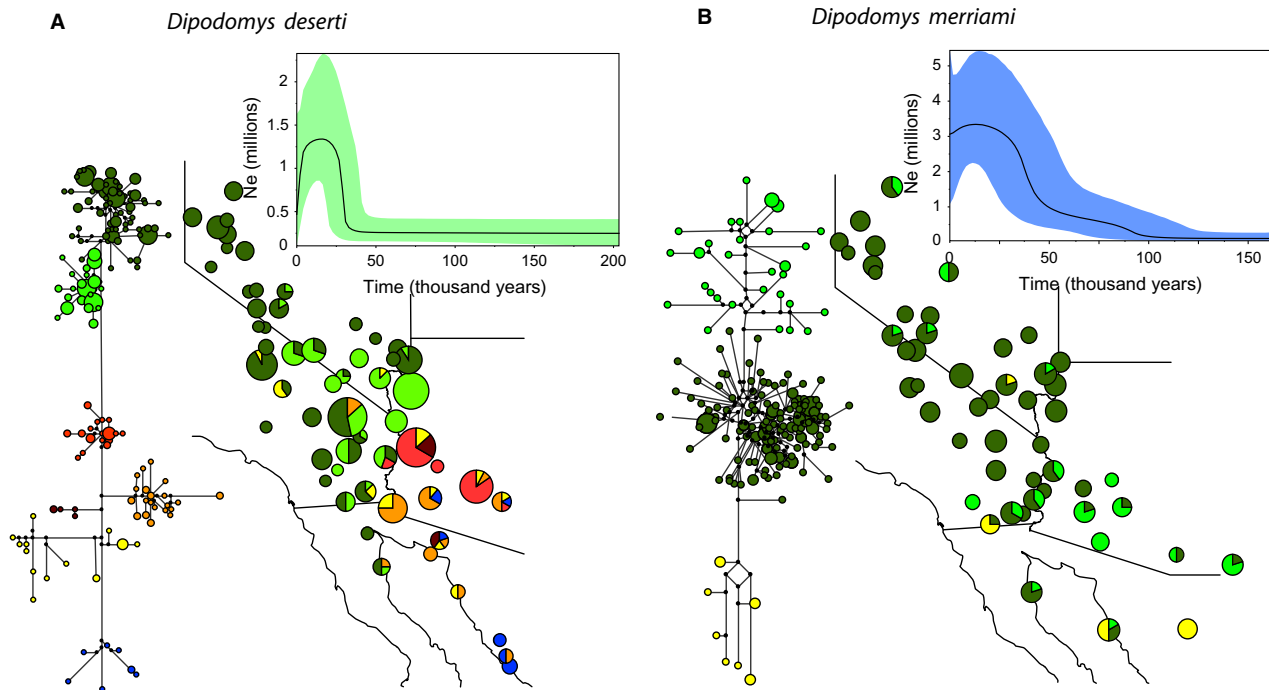 A
Dipodomys deserti
Ne (millions)
2
1.5
1
0.5
0
0
50
100
150
200
Time (thousand years)
B
Dipodomys merriami
Ne (millions)
5
4
3
2
1
0
0
50
100
150
Time (thousand years)